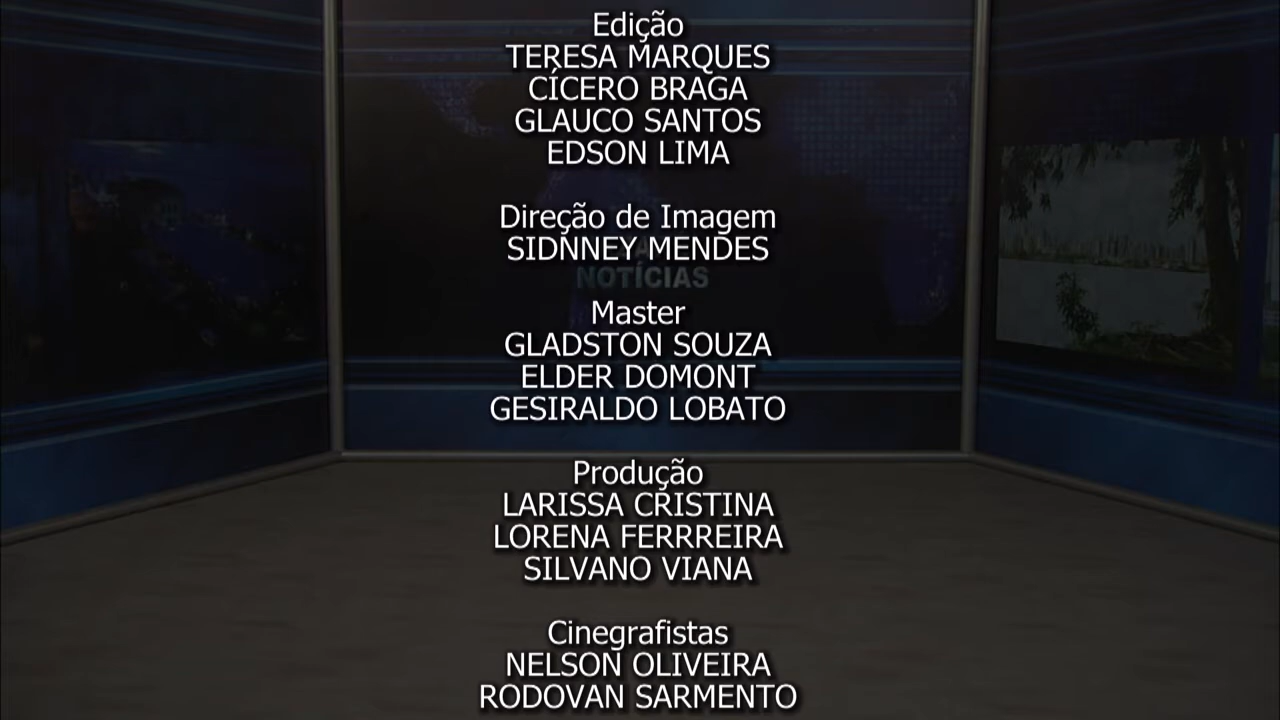 Edição
TERESA MARQUES
CÍCERO BRAGA
GLAUCO SANTOS
EDSON LIMA
Direção de Imagem
SIDNNEY MENDES
NOTÍCIAS
Master
GLADSTON SOUZA
ELDER DOMONT
GESIRALDO LOBATO
Produção
LARISSA CRISTINA
LORENA FERRREIRA
SILVANO VIANA
Cinegrafistas
NELSON OLIVEIRA
RODOVAN SARMENTO